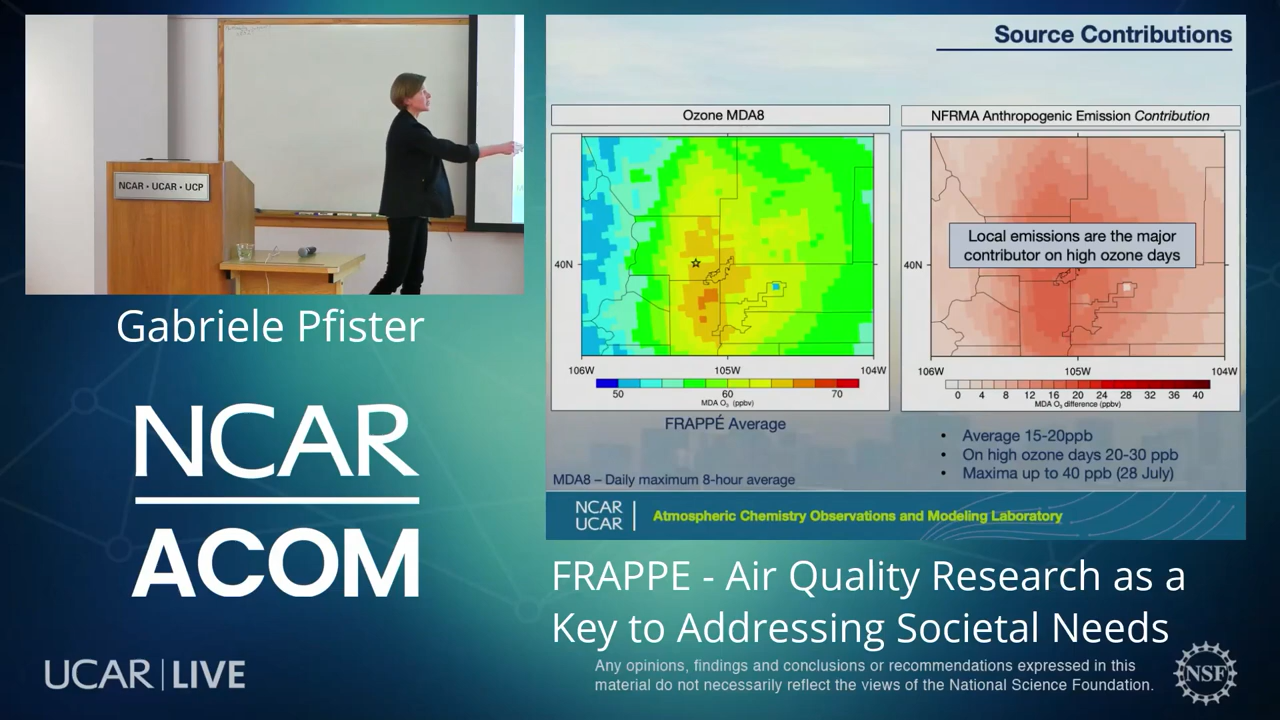 NCAR • UCAR • UCP
Gabriele Pfister
NCAR
ACOM
UCAR | LIVE
Source Contributions
Ozone MDA8
40N
106W 105W 104W
50 60 70
MDA O₃ (ppbv)
FRAPPÉ Average
MDA8 – Daily maximum 8-hour average
NFRMA Anthropogenic Emission Contribution
Local emissions are the major
contributor on high ozone days
40N
106W 105W 104W
0 4 8 12 16 20 24 28 32 36 40
MDA O₃ difference (ppbv)
• Average 15-20ppb
• On high ozone days 20-30 ppb
• Maxima up to 40 ppb (28 July)
NCAR
UCAR
Atmospheric Chemistry Observations and Modeling Laboratory
FRAPPE - Air Quality Research as a
Key to Addressing Societal Needs
Any opinions, findings and conclusions or recommendations expressed in this
material do not necessarily reflect the views of the National Science Foundation.
NSF